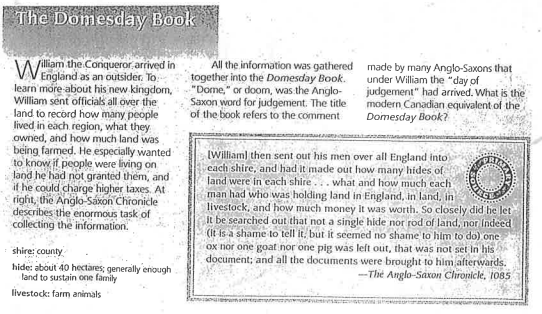 The Domesday Book
William the Conqueror arrived in
England as an outsider. To
learn more about his new kingdom,
William sent officials all over the
land to record how many people
lived in each region, what they
owned, and how much land was
being farmed. He especially wanted
to know if people were living on
land he had not granted them, and
if he could charge higher taxes. At
right, the Anglo-Saxon Chronicle
describes the enormous task of
collecting the information.
shire: county
hide: about 40 hectares; generally enough
land to sustain one family
livestock: farm animals
All the information was gathered
together into the Domesday Book.
"Dome," or doom, was the Anglo-
Saxon word for judgement. The title
of the book refers to the comment
made by many Anglo-Saxons that
under William the "day of
judgement" had arrived. What is the
modern Canadian equivalent of the
Domesday Book?
[William] then sent out his men over all England into
each shire, and had it made out how many hides of
land were in each shire . . . what and how much each
man had who was holding land in England, in land, in
livestock, and how much money it was worth. So closely did he let
it be searched out that not a single hide nor rod of land, nor indeed
(it is a shame to tell it, but it seemed no shame to him to do) one
ox nor one goat nor one pig was left out, that was not set in his
document; and all the documents were brought to him afterwards.
—The Anglo-Saxon Chronicle, 1085
PRIMARY SOURCE